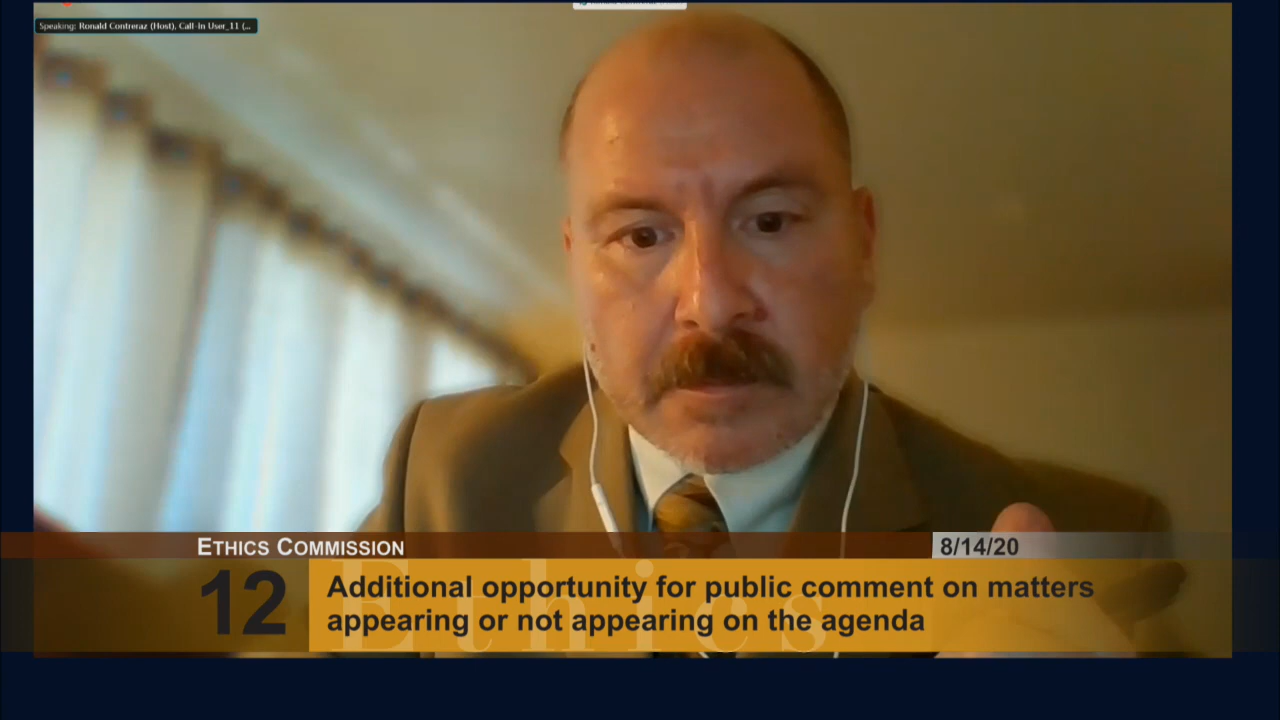 Speaking: Ronald Contreraz (Host), Call-in User_11 (...
ETHICS COMMISSION
8/14/20
12
Additional opportunity for public comment on matters
appearing or not appearing on the agenda
Ethics